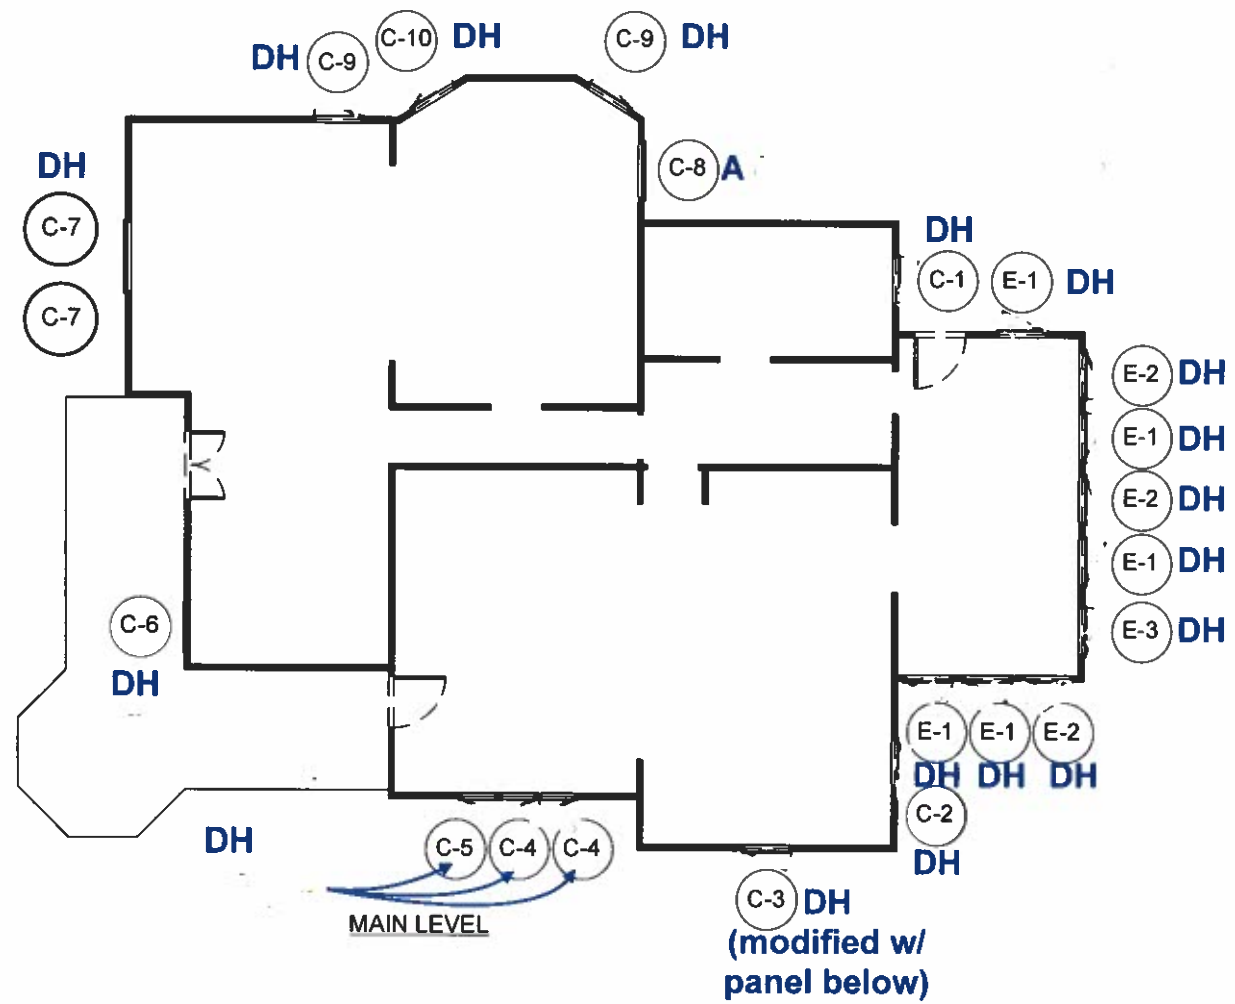 C-10 DH
C-9 DH
DH C-9
DH
C-8 A
C-7
DH
C-1 E-1 DH
C-7
E-2 DH
E-1 DH
E-2 DH
E-1 DH
C-6
E-3 DH
DH
E-1 E-1 E-2
DH DH DH
C-2
DH
C-5 C-4 C-4
DH
C-3 DH
MAIN LEVEL
(modified w/
panel below)